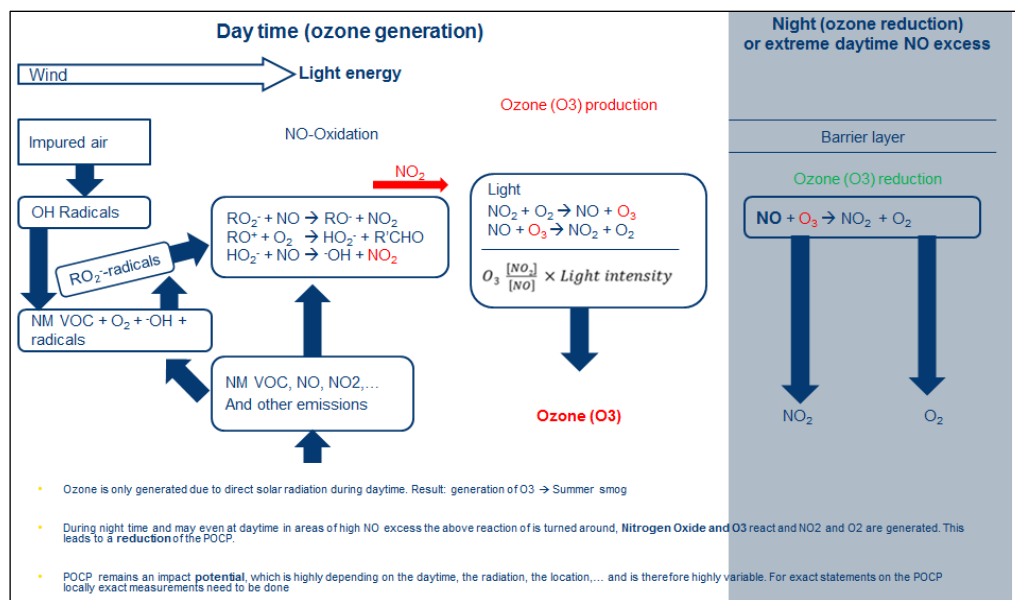 Day time (ozone generation)
Night (ozone reduction)
or extreme daytime NO excess
Wind
Light energy
Ozone (O3) production
Impured air
NO-Oxidation
Barrier layer
NO₂
Ozone (O3) reduction
OH Radicals
RO₂⁻ + NO → RO⁻ + NO₂
RO⁺ + O₂ → HO₂⁻ + R'CHO
HO₂⁻ + NO → ·OH + NO₂
Light
NO₂ + O₂ → NO + O₃
NO + O₃ → NO₂ + O₂
O₃ [NO₂]/[NO] × Light intensity
NO + O₃ → NO₂ + O₂
RO₂⁻-radicals
NM VOC + O₂ + ·OH +
radicals
NM VOC, NO, NO2,...
And other emissions
Ozone (O3)
NO₂
O₂
• Ozone is only generated due to direct solar radiation during daytime. Result: generation of O3 → Summer smog
• During night time and may even at daytime in areas of high NO excess the above reaction of is turned around, Nitrogen Oxide and O3 react and NO2 and O2 are generated. This
leads to a reduction of the POCP.
• POCP remains an impact potential, which is highly depending on the daytime, the radiation, the location,... and is therefore highly variable. For exact statements on the POCP
locally exact measurements need to be done